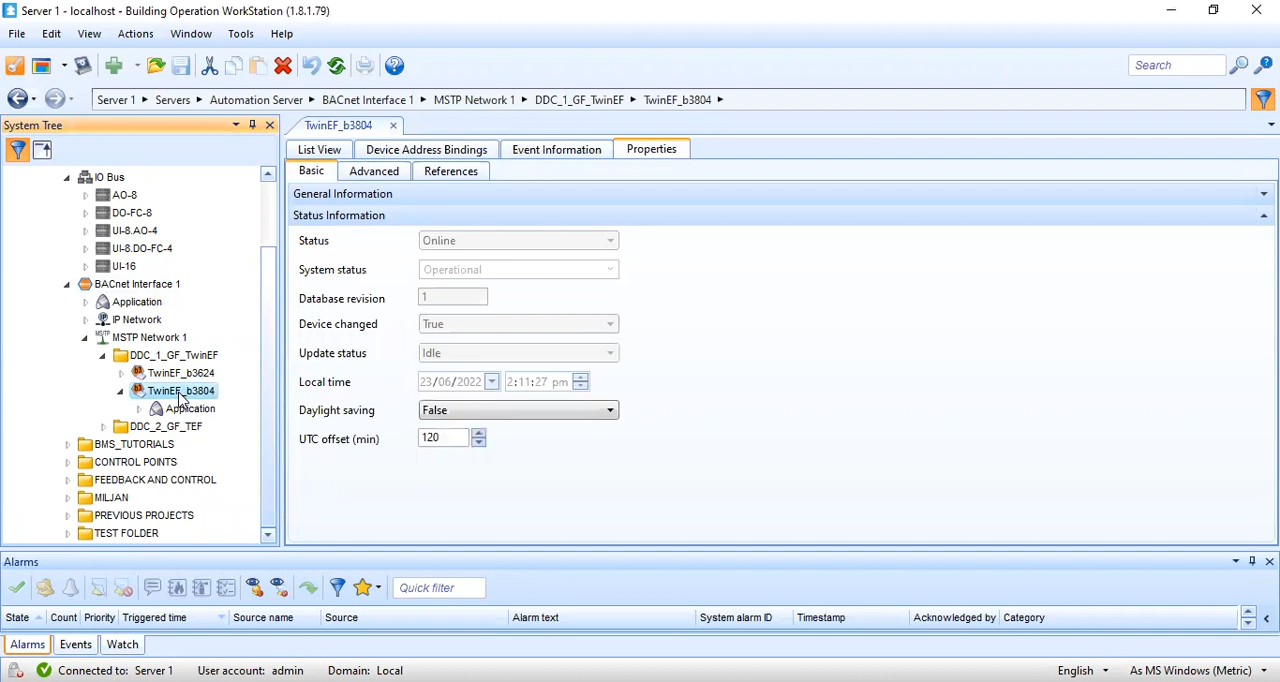 Server 1 - localhost - Building Operation WorkStation (1.8.1.79)
File Edit View Actions Window Tools Help
Search
Server 1 Servers Automation Server BACnet Interface 1 MSTP Network 1 DDC_1_GF_TwinEF TwinEF_b3804
System Tree
IO Bus
AO-8
DO-FC-8
UI-8.AO-4
UI-8.DO-FC-4
UI-16
BACnet Interface 1
Application
IP Network
MSTP Network 1
DDC_1_GF_TwinEF
TwinEF_b3624
TwinEF_b3804
Application
DDC_2_GF_TEF
BMS_TUTORIALS
CONTROL POINTS
FEEDBACK AND CONTROL
MILJAN
PREVIOUS PROJECTS
TEST FOLDER
TwinEF_b3804
List View Device Address Bindings Event Information Properties
Basic Advanced References
General Information
Status Information
Status Online
System status Operational
Database revision 1
Device changed True
Update status Idle
Local time 23/06/2022 2:11:27 pm
Daylight saving False
UTC offset (min) 120
Alarms
Quick filter
State Count Priority Triggered time Source name Source Alarm text System alarm ID Timestamp Acknowledged by Category
Alarms Events Watch
Connected to: Server 1 User account: admin Domain: Local English As MS Windows (Metric)